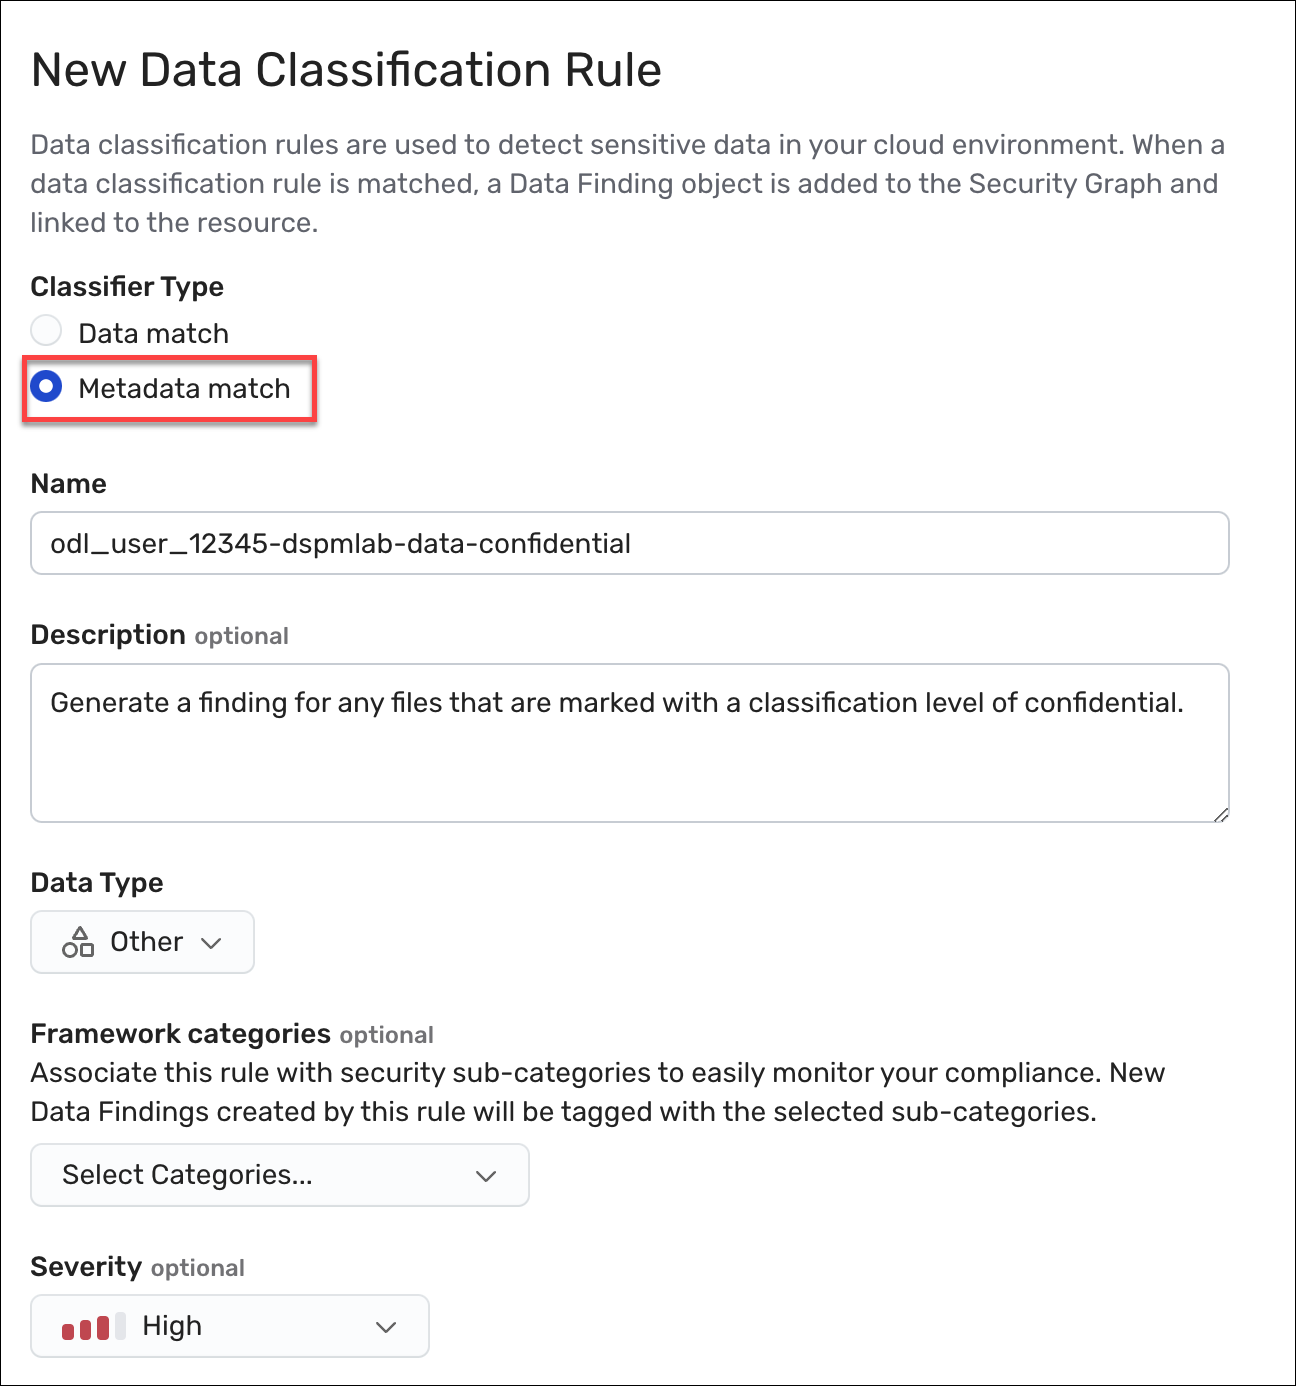 New Data Classification Rule
Data classification rules are used to detect sensitive data in your cloud environment. When a
data classification rule is matched, a Data Finding object is added to the Security Graph and
linked to the resource.
Classifier Type
Data match
Metadata match
Name
odl_user_12345-dspmlab-data-confidential
Description optional
Generate a finding for any files that are marked with a classification level of confidential.
Data Type
Other
Framework categories optional
Associate this rule with security sub-categories to easily monitor your compliance. New
Data Findings created by this rule will be tagged with the selected sub-categories.
Select Categories...
Severity optional
High